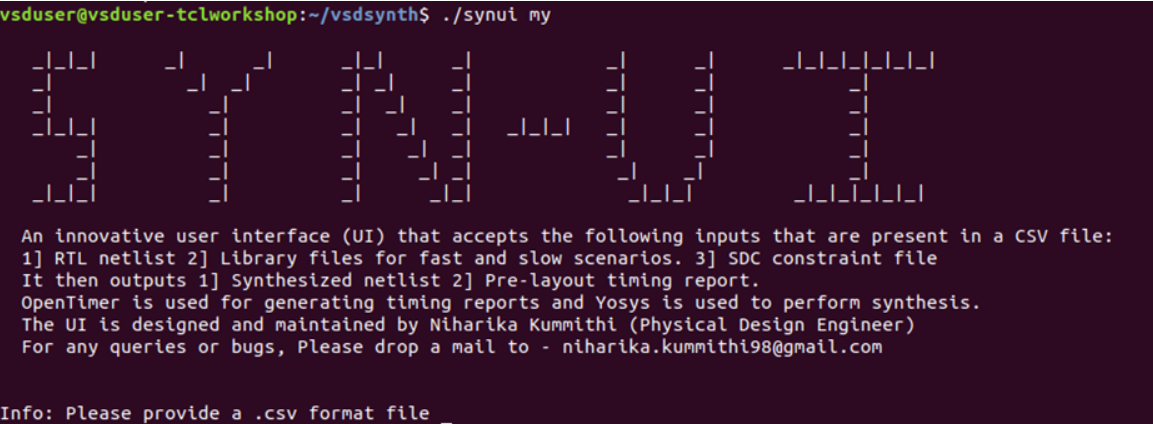 vsduser@vsduser-tclworkshop:~/vsdsynth$ ./synui my
SYN-UI
An innovative user interface (UI) that accepts the following inputs that are present in a CSV file:
1] RTL netlist 2] Library files for fast and slow scenarios. 3] SDC constraint file
It then outputs 1] Synthesized netlist 2] Pre-layout timing report.
OpenTimer is used for generating timing reports and Yosys is used to perform synthesis.
The UI is designed and maintained by Niharika Kummithi (Physical Design Engineer)
For any queries or bugs, Please drop a mail to - niharika.kummithi98@gmail.com
Info: Please provide a .csv format file _